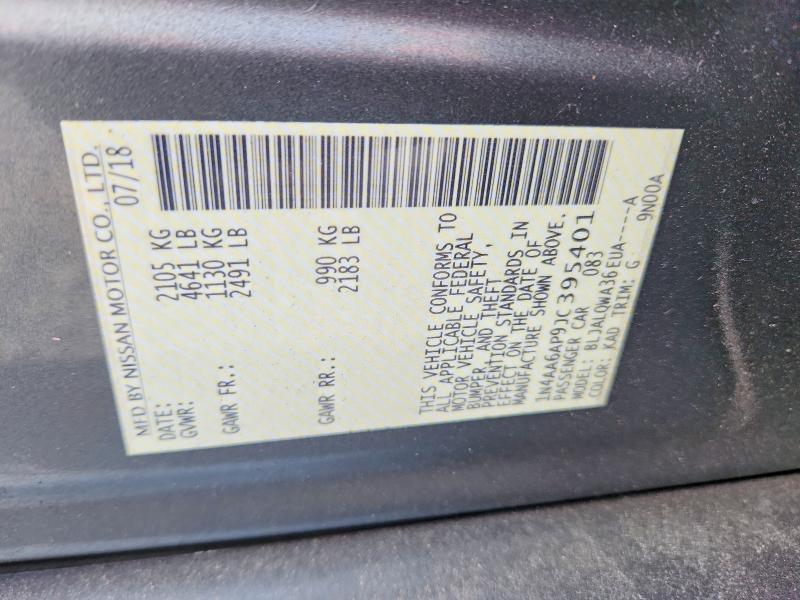 MFD BY NISSAN MOTOR CO., LTD.
DATE: 07/18
GVWR: 2105 KG
4641 LB
GAWR FR.: 1130 KG
2491 LB
GAWR RR.: 990 KG
2183 LB
THIS VEHICLE CONFORMS TO
ALL APPLICABLE FEDERAL
MOTOR VEHICLE SAFETY,
BUMPER, AND THEFT
PREVENTION STANDARDS IN
EFFECT ON THE DATE OF
MANUFACTURE SHOWN ABOVE.
1N4AA6AP9JC395401
PASSENGER CAR 083
MODEL: BLJALQWA36EUA----A
COLOR: KAD TRIM: G 9N00A